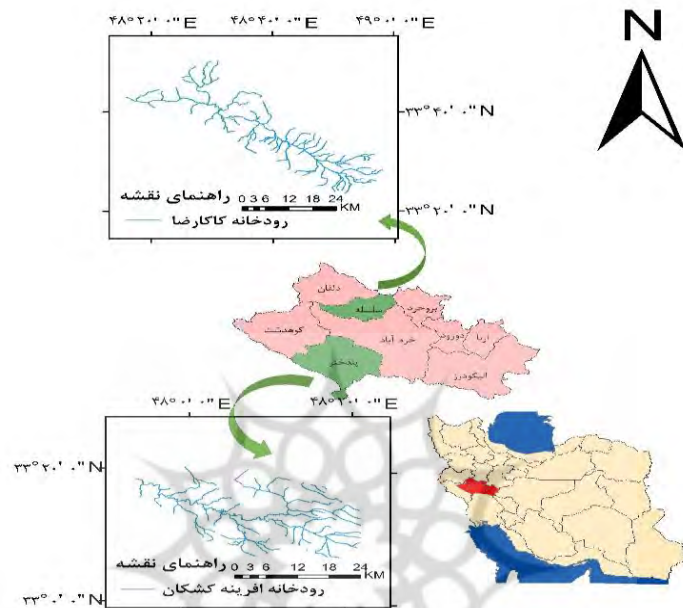 ۴۸°۲۰'۰"E ۴۸°۴۰'۰"E ۴۹°۰'۰"E
N
۳۳°۴۰'۰"N
راهنمای نقشه
0 3 6 12 18 24
KM
رودخانه کاکارضا
۳۳°۲۰'۰"N
دلفان
سلسله
بروجرد
کوهدشت
خرم آباد
دورود
ازنا
پلدختر
الیگودرز
۴۸°۰'۰"E ۴۸°۲۰'۰"E
۳۳°۲۰'۰"N
راهنمای نقشه
0 3 6 12 18 24
KM
رودخانه افرینه کشکان
۳۳°۰'۰"N